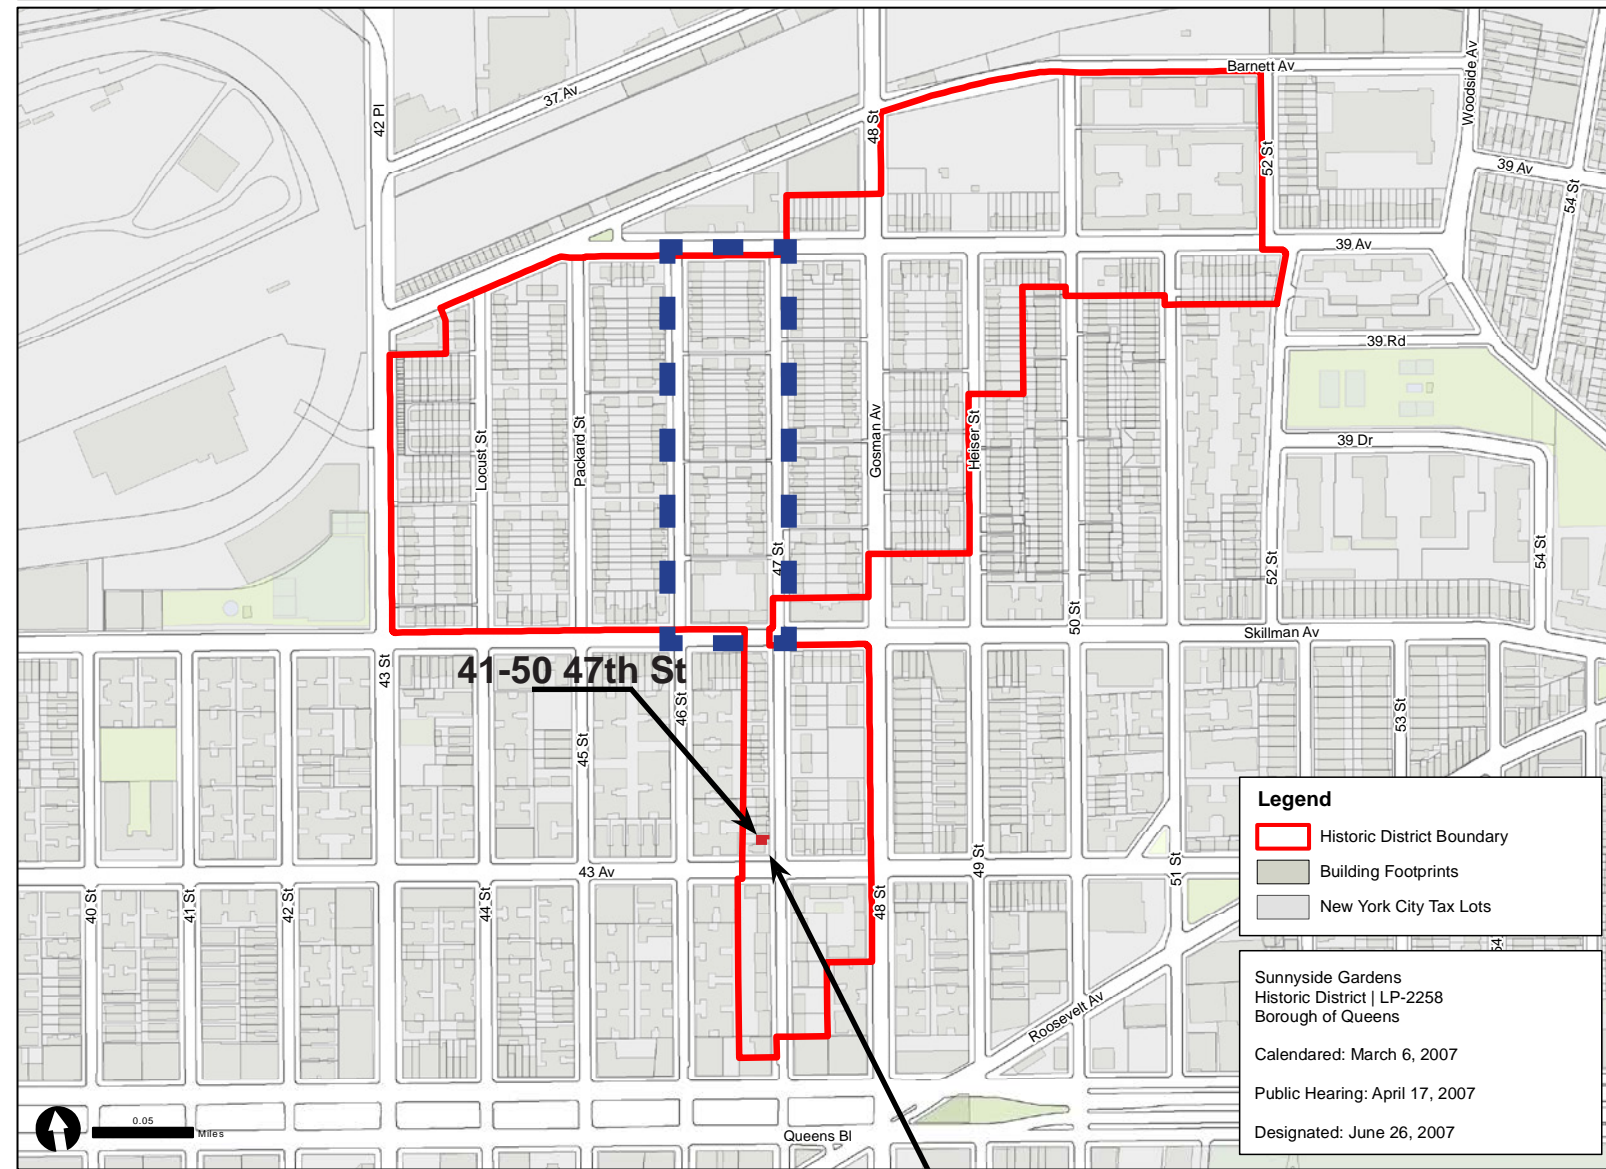 Barnett Av
Woodside Av
37 Av
42 Pl
48 St
52 St
39 Av
54 St
39 Av
39 Rd
Gosman Av
Heiser St
Locust St
Packard St
39 Dr
47 St
52 St
54 St
50 St
Skillman Av
43 St
41-50 47th St
46 St
45 St
53 St
Legend
Historic District Boundary
Building Footprints
New York City Tax Lots
43 Av
49 St
51 St
40 St
41 St
42 St
44 St
48 St
54
Sunnyside Gardens
Historic District | LP-2258
Borough of Queens
Calendared: March 6, 2007
Public Hearing: April 17, 2007
Designated: June 26, 2007
Roosevelt Av
0.05
Miles
Queens Bl